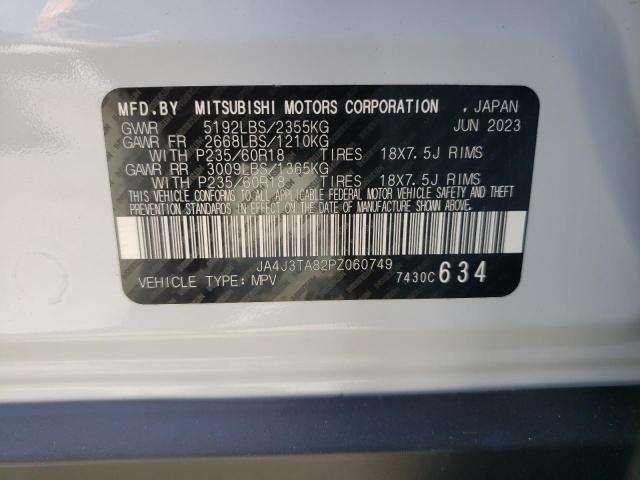 MFD.BY MITSUBISHI MOTORS CORPORATION . JAPAN
GVWR 5192LBS/2355KG JUN 2023
GAWR FR 2668LBS/1210KG
WITH P235/60R18 TIRES 18X7.5J RIMS
GAWR RR 3009LBS/1365KG
WITH P235/60R18 TIRES 18X7.5J RIMS
THIS VEHICLE CONFORMS TO ALL APPLICABLE FEDERAL MOTOR VEHICLE SAFETY AND THEFT
PREVENTION STANDARDS IN EFFECT ON THE DATE OF MANUFACTURE SHOWN ABOVE.
JA4J3TA82PZ060749
VEHICLE TYPE:MPV 7430C634